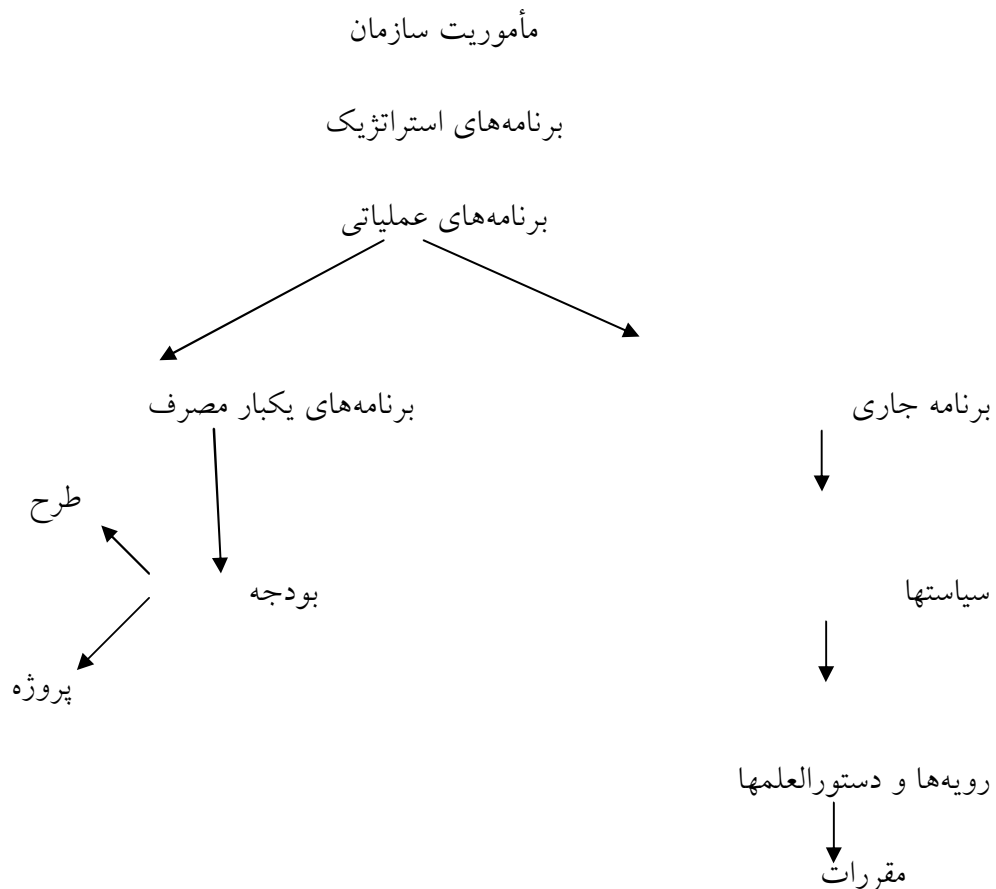 مأموریت سازمان
برنامه‌های استراتژیک
برنامه‌های عملیاتی
برنامه جاری
برنامه‌های یکبار مصرف
طرح
سیاستها
بودجه
پروژه
رویه‌ها و دستورالعلمها
مقررات